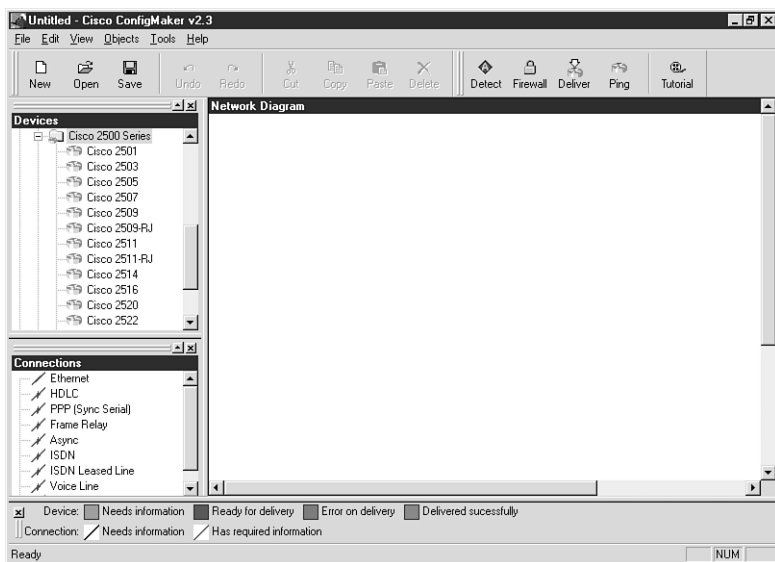 Untitled - Cisco ConfigMaker v2.3
File Edit View Objects Tools Help
New Open Save Undo Redo Cut Copy Paste Delete Detect Firewall Deliver Ping Tutorial
Devices
Cisco 2500 Series
Cisco 2501
Cisco 2503
Cisco 2505
Cisco 2507
Cisco 2509
Cisco 2509-RJ
Cisco 2511
Cisco 2511-RJ
Cisco 2514
Cisco 2516
Cisco 2520
Cisco 2522
Connections
Ethernet
HDLC
PPP (Sync Serial)
Frame Relay
Async
ISDN
ISDN Leased Line
Voice Line
Network Diagram
Device: Needs information Ready for delivery Error on delivery Delivered sucessfully
Connection: Needs information Has required information
Ready NUM